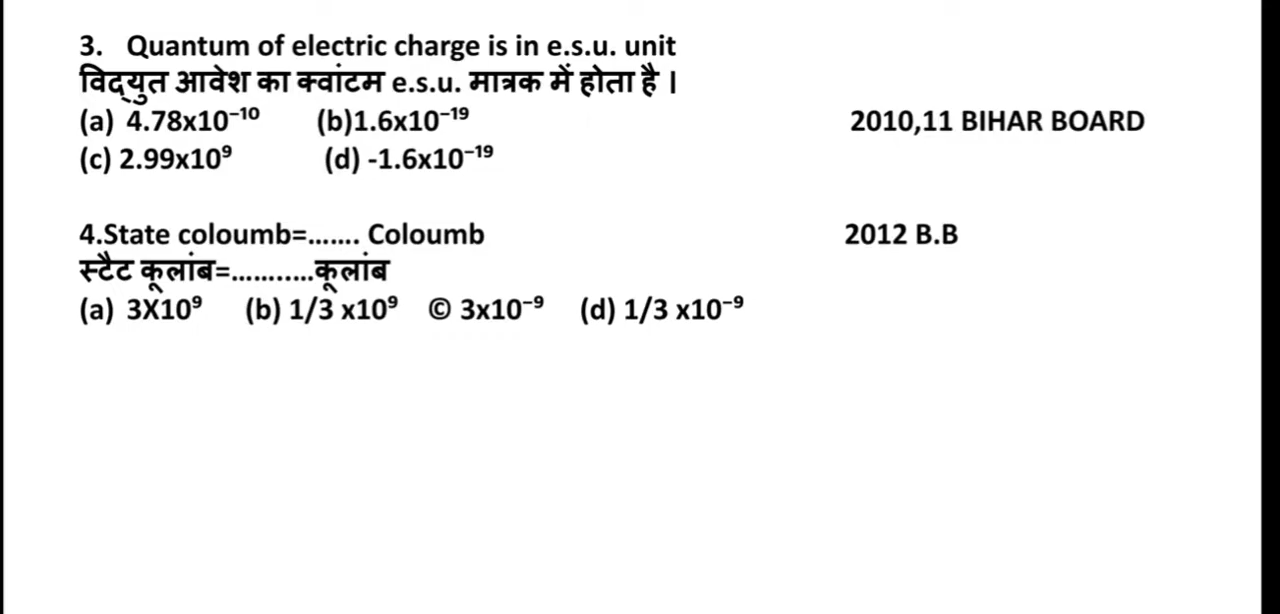 3. Quantum of electric charge is in e.s.u. unit
विद्युत आवेश का क्वांटम e.s.u. मात्रक में होता है ।
(a) 4.78x10⁻¹⁰ (b)1.6x10⁻¹⁹ 2010,11 BIHAR BOARD
(c) 2.99x10⁹ (d) -1.6x10⁻¹⁹
4.State coloumb=....... Coloumb 2012 B.B
स्टैट कूलांब=...........कूलांब
(a) 3X10⁹ (b) 1/3 x10⁹ © 3x10⁻⁹ (d) 1/3 x10⁻⁹